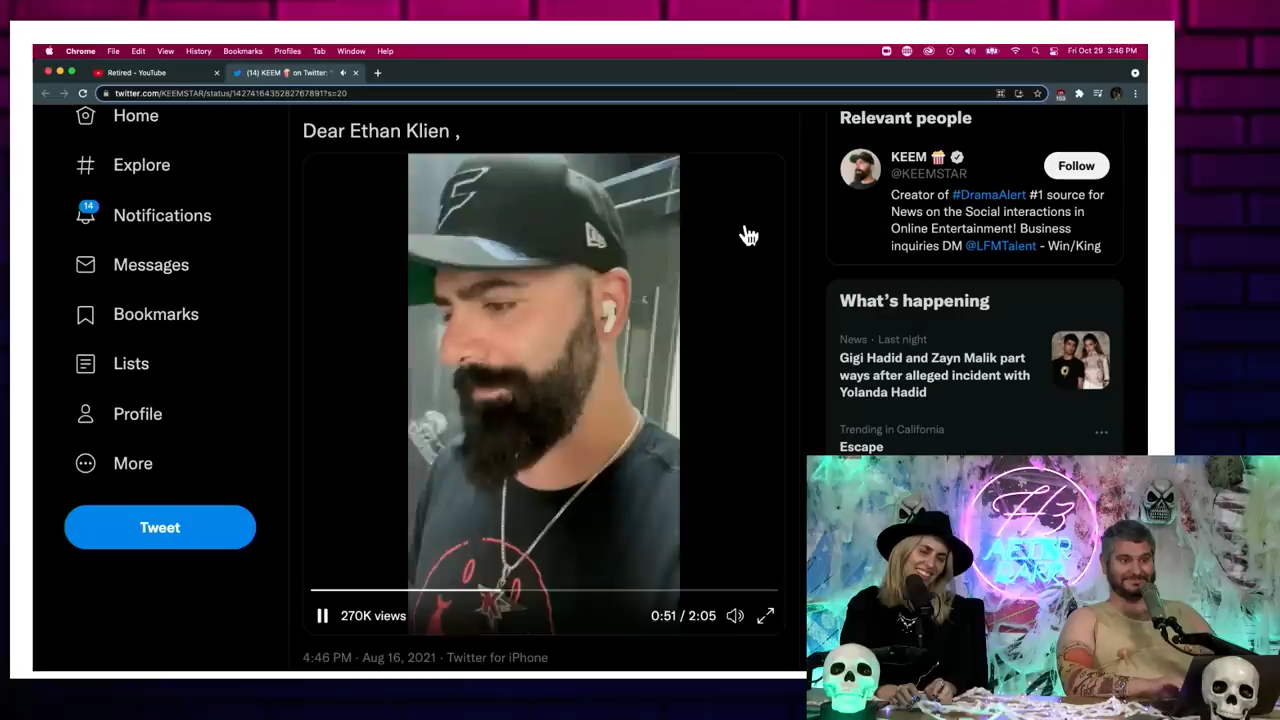 Chrome File Edit View History Bookmarks Profiles Tab Window Help
Fri Oct 29 3:46 PM
Retired - YouTube
(14) KEEM 🍿 on Twitter: "
twitter.com/KEEMSTAR/status/1427416435282767891?s=20
Home
Explore
14
Notifications
Messages
Bookmarks
Lists
Profile
More
Tweet
Dear Ethan Klien ,
270K views
0:51 / 2:05
4:46 PM · Aug 16, 2021 · Twitter for iPhone
Relevant people
KEEM 🍿
@KEEMSTAR
Follow
Creator of #DramaAlert #1 source for
News on the Social interactions in
Online Entertainment! Business
inquiries DM @LFMTalent - Win/King
What's happening
News · Last night
Gigi Hadid and Zayn Malik part
ways after alleged incident with
Yolanda Hadid
Trending in California
Escape
H3
AFTER
DARK